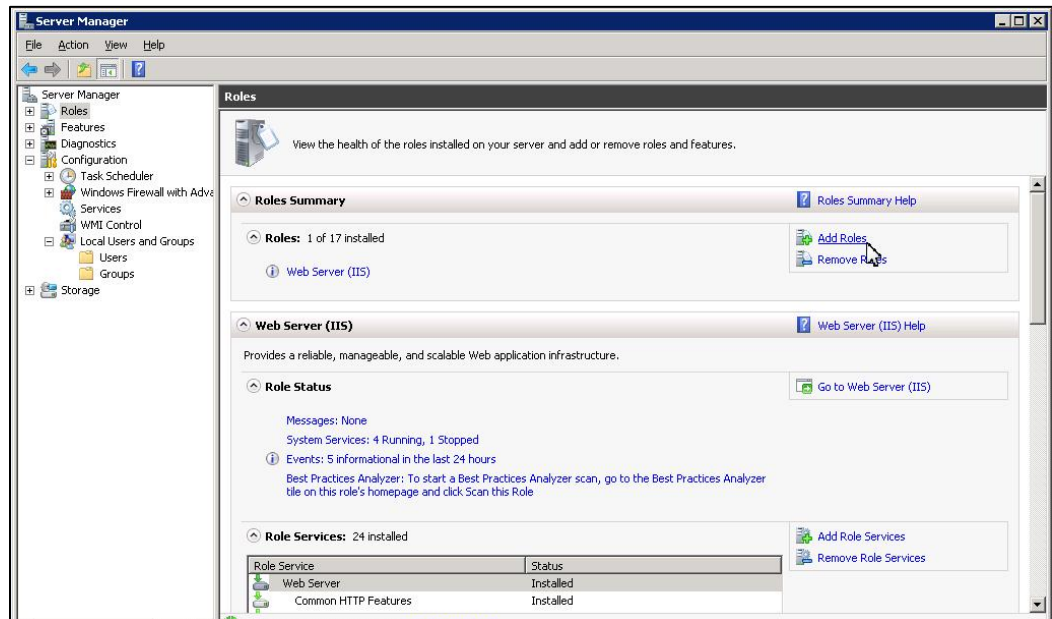 Server Manager
File Action View Help
Server Manager
Roles
Features
Diagnostics
Configuration
Task Scheduler
Windows Firewall with Adva
Services
WMI Control
Local Users and Groups
Users
Groups
Storage
Roles
View the health of the roles installed on your server and add or remove roles and features.
Roles Summary
Roles Summary Help
Roles: 1 of 17 installed
Add Roles
Web Server (IIS)
Remove Roles
Web Server (IIS)
Web Server (IIS) Help
Provides a reliable, manageable, and scalable Web application infrastructure.
Role Status
Go to Web Server (IIS)
Messages: None
System Services: 4 Running, 1 Stopped
Events: 5 informational in the last 24 hours
Best Practices Analyzer: To start a Best Practices Analyzer scan, go to the Best Practices Analyzer
tile on this role's homepage and click Scan this Role
Role Services: 24 installed
Add Role Services
Remove Role Services
Role Service Status
Web Server Installed
Common HTTP Features Installed